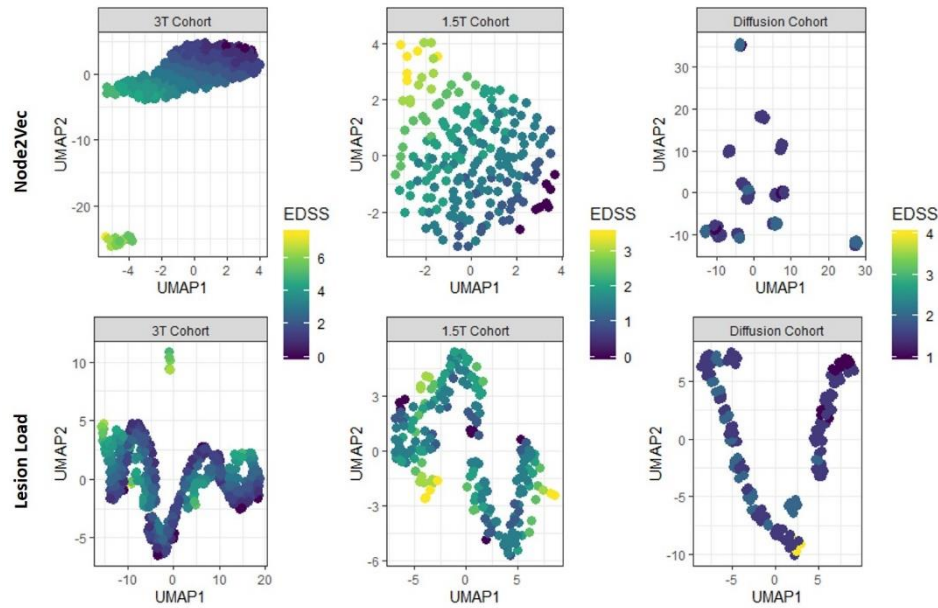 Node2Vec
3T Cohort
0
-10
-20
-4 -2 0 2 4
UMAP1
UMAP2
EDSS
6
4
2
0
1.5T Cohort
4
2
0
-2
-2 0 2 4
UMAP1
UMAP2
EDSS
3
2
1
0
Diffusion Cohort
30
20
10
0
-10
-10 0 10 20 30
UMAP1
UMAP2
EDSS
4
3
2
1
Lesion Load
3T Cohort
10
5
0
-5
-10 0 10 20
UMAP1
UMAP2
1.5T Cohort
3
0
-3
-6
-5 0 5
UMAP1
UMAP2
Diffusion Cohort
5
0
-5
-10
-5 0 5
UMAP1
UMAP2